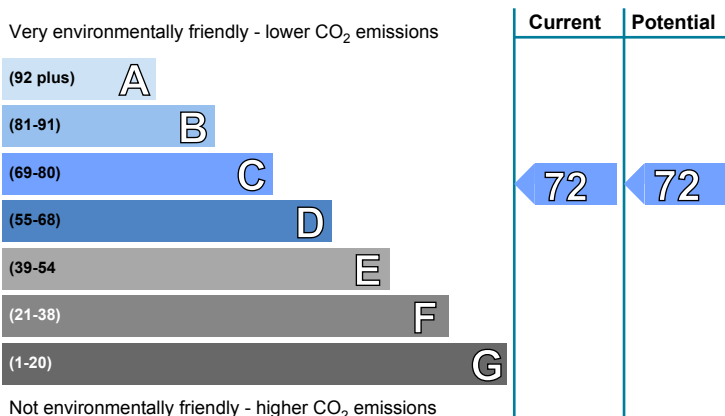 Very environmentally friendly - lower CO₂ emissions
Current Potential
(92 plus) A
(81-91) B
(69-80) C
72 72
(55-68) D
(39-54 E
(21-38) F
(1-20) G
Not environmentally friendly - higher CO₂ emissions